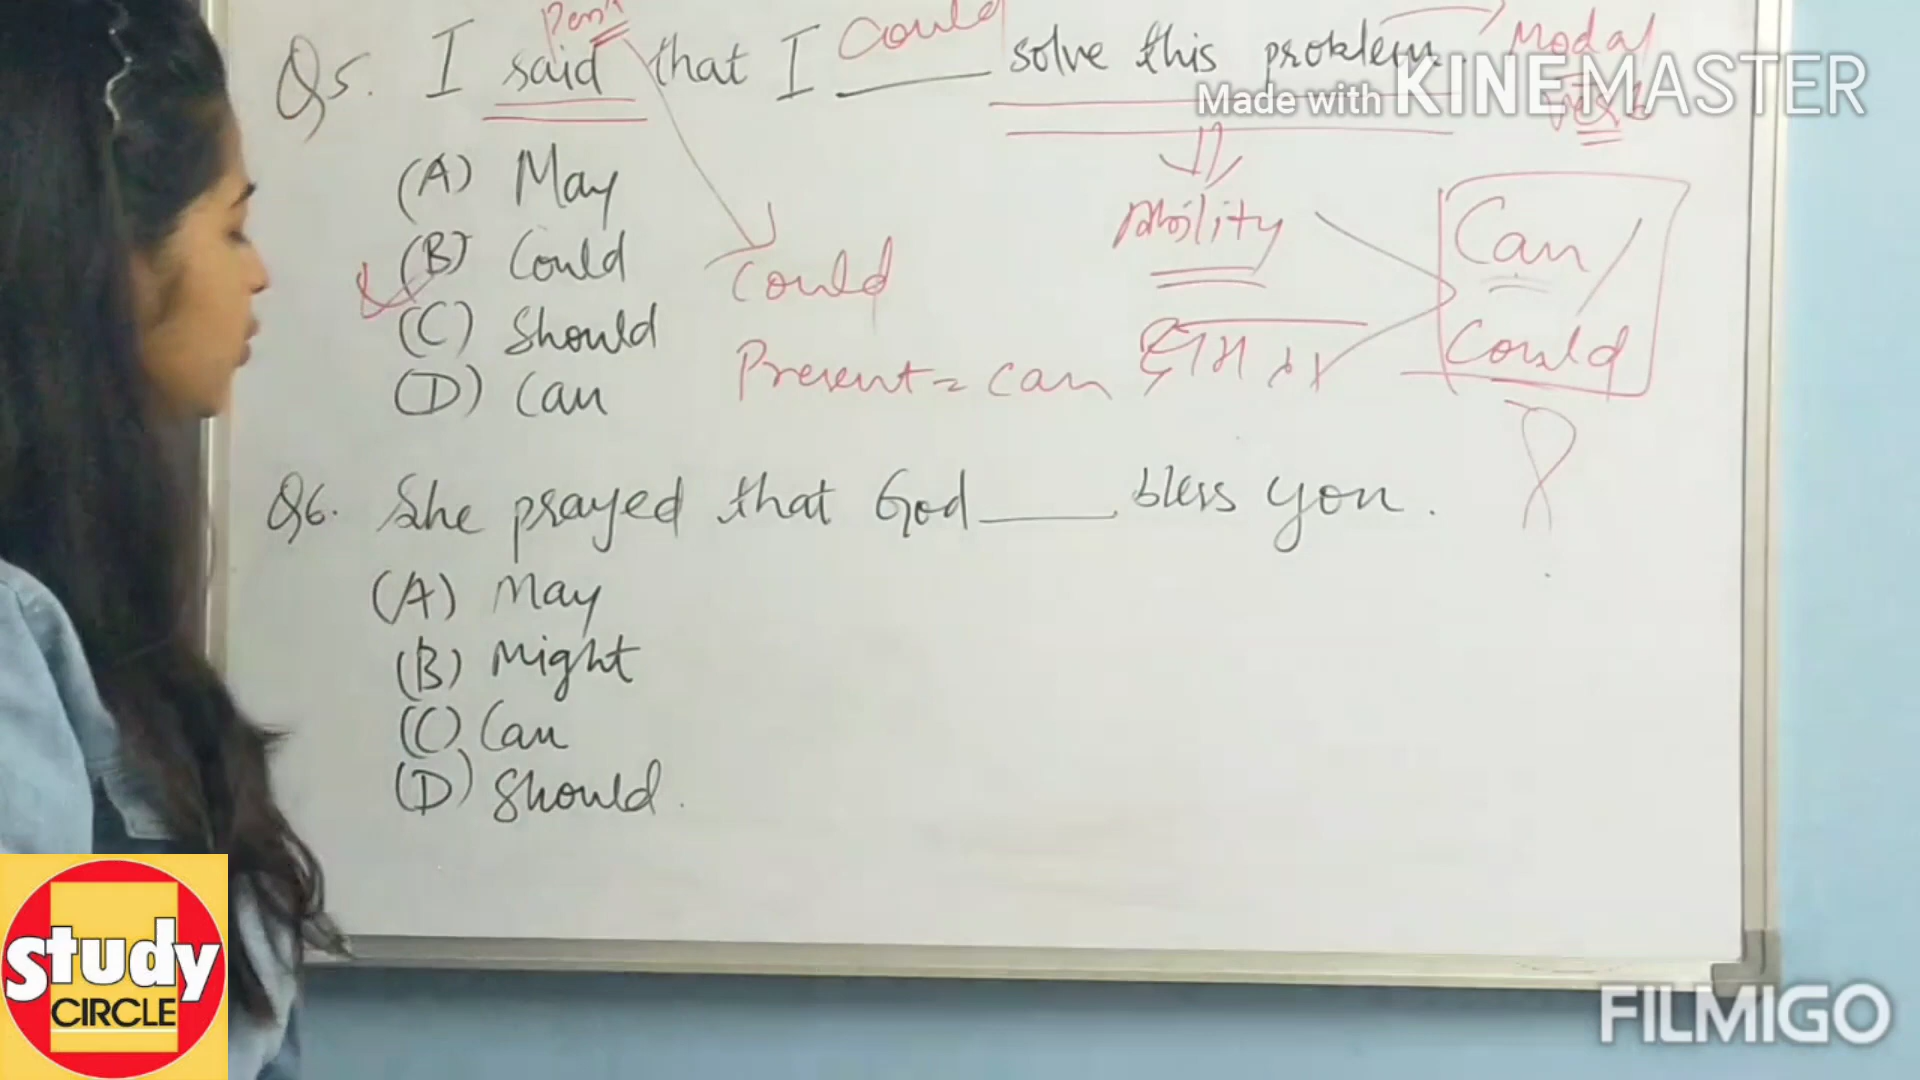 Q5. I said that I could solve this problem. → Modal
Made with KINEMASTER
verb
(A) May
(B) Could
(C) Should
(D) Can
Could
Present = can
Ability
Can /
Could
Q6. She prayed that God ____ bless you.
(A) May
(B) Might
(C) Can
(D) Should.
study
CIRCLE
FILMIGO